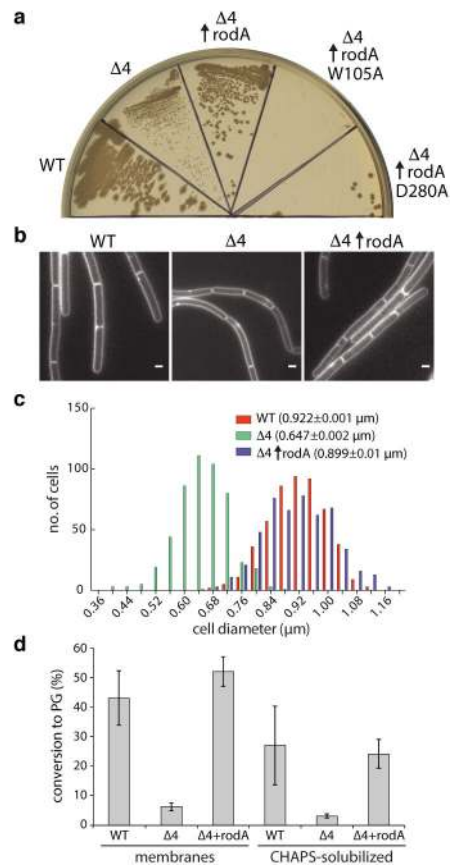 a
Δ4
↑ rodA
Δ4
↑ rodA
W105A
Δ4
WT
Δ4
↑ rodA
D280A
b
WT Δ4 Δ4 ↑rodA
c
no. of cells
150
100
50
0
WT (0.922±0.001 µm)
Δ4 (0.647±0.002 µm)
Δ4 ↑rodA (0.899±0.01 µm)
0.36 0.44 0.52 0.60 0.68 0.76 0.84 0.92 1.00 1.08 1.16
cell diameter (µm)
d
conversion to PG (%)
60
50
40
30
20
10
0
WT Δ4 Δ4+rodA WT Δ4 Δ4+rodA
membranes CHAPS-solubilized